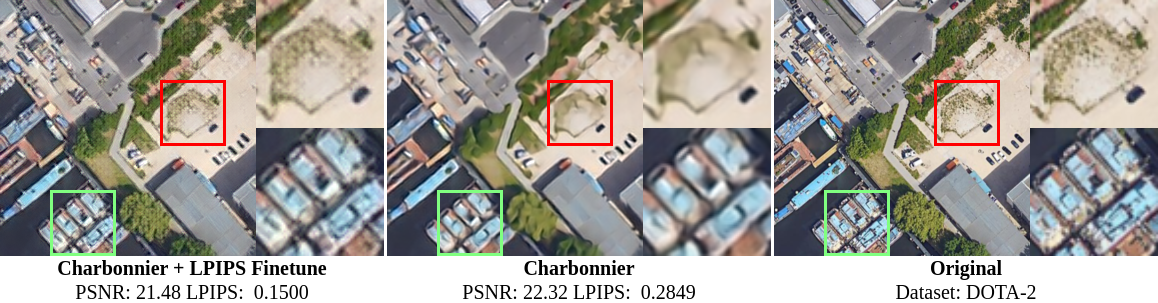 Charbonnier + LPIPS Finetune
PSNR: 21.48 LPIPS: 0.1500
Charbonnier
PSNR: 22.32 LPIPS: 0.2849
Original
Dataset: DOTA-2